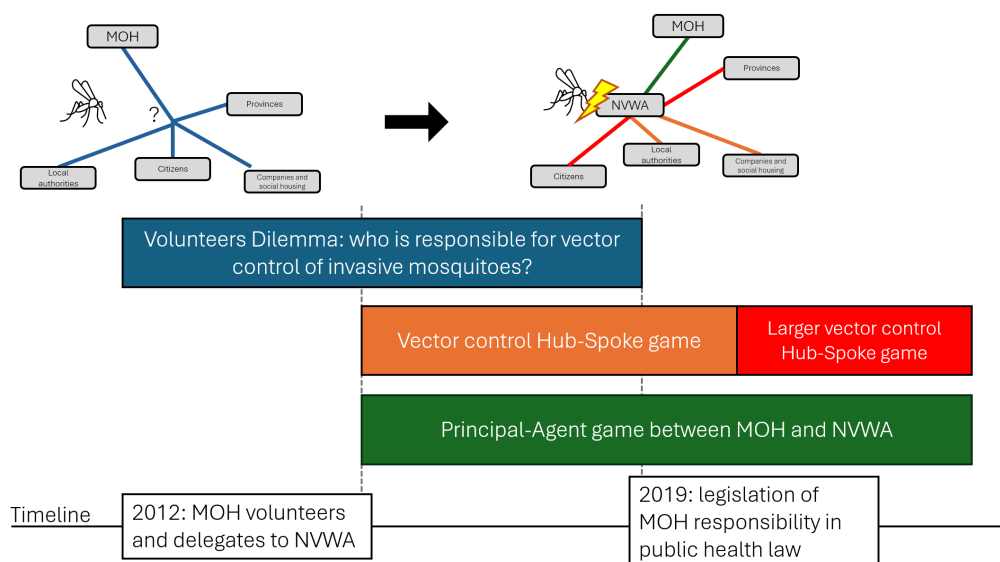 MOH
?
Provinces
Local
authorities
Citizens
Companies and
social housing
MOH
Provinces
NVWA
Local
authorities
Companies and
social housing
Citizens
Volunteers Dilemma: who is responsible for vector
control of invasive mosquitoes?
Vector control Hub-Spoke game
Larger vector control
Hub-Spoke game
Principal-Agent game between MOH and NVWA
Timeline
2012: MOH volunteers
and delegates to NVWA
2019: legislation of
MOH responsibility in
public health law